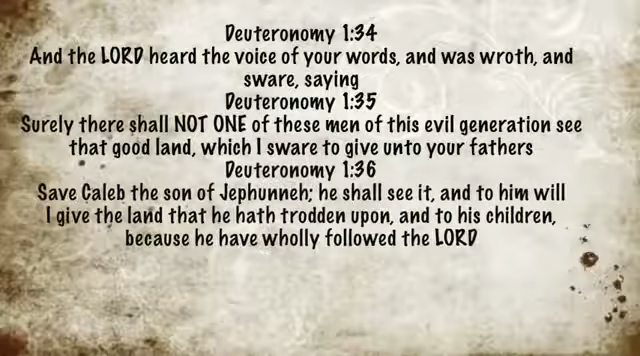 Deuteronomy 1:34
And the LORD heard the voice of your words, and was wroth, and
sware, saying
Deuteronomy 1:35
Surely there shall NOT ONE of these men of this evil generation see
that good land, which I sware to give unto your fathers
Deuteronomy 1:36
Save Caleb the son of Jephunneh; he shall see it, and to him will
I give the land that he hath trodden upon, and to his children,
because he have wholly followed the LORD